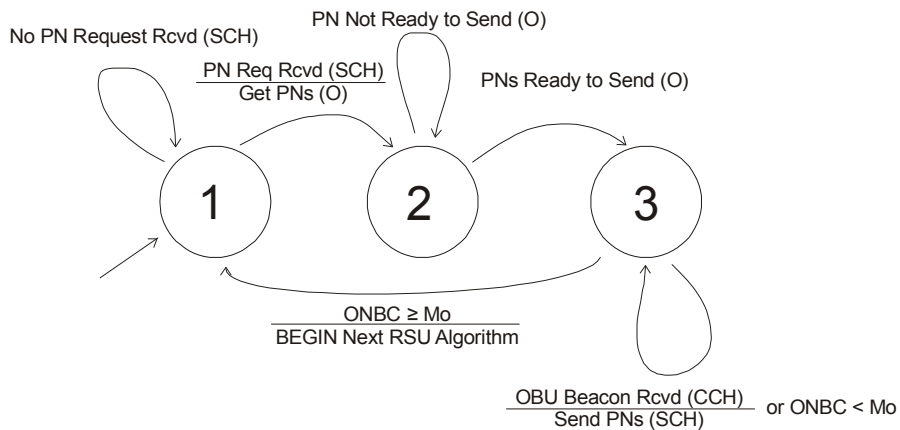 PN Not Ready to Send (O)
No PN Request Rcvd (SCH)
PN Req Rcvd (SCH)
Get PNs (O)
PNs Ready to Send (O)
1
2
3
ONBC ≥ Mo
BEGIN Next RSU Algorithm
OBU Beacon Rcvd (CCH)
Send PNs (SCH)
or ONBC < Mo